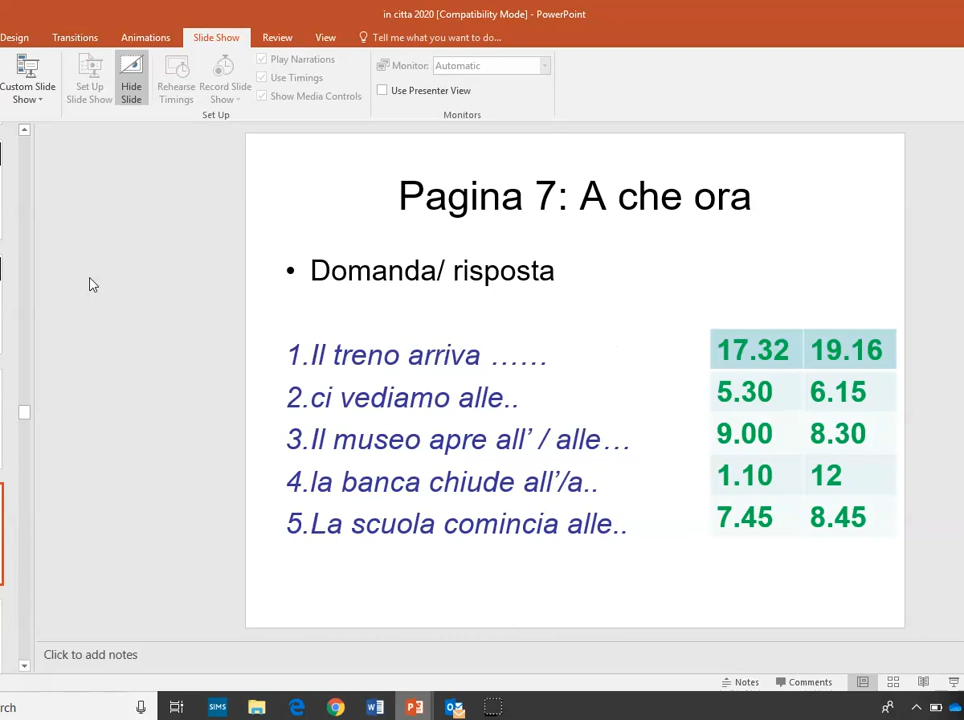 in citta 2020 [Compatibility Mode] - PowerPoint
Design Transitions Animations Slide Show Review View Tell me what you want to do...
Custom Slide Show
Set Up Slide Show
Hide Slide
Rehearse Timings
Record Slide Show
Play Narrations
Use Timings
Show Media Controls
Set Up
Monitor: Automatic
Use Presenter View
Monitors
Pagina 7: A che ora
• Domanda/ risposta
1.Il treno arriva …… 17.32 19.16
2.ci vediamo alle.. 5.30 6.15
3.Il museo apre all’ / alle… 9.00 8.30
4.la banca chiude all’/a.. 1.10 12
5.La scuola comincia alle.. 7.45 8.45
Click to add notes
Notes Comments
rch SIMS